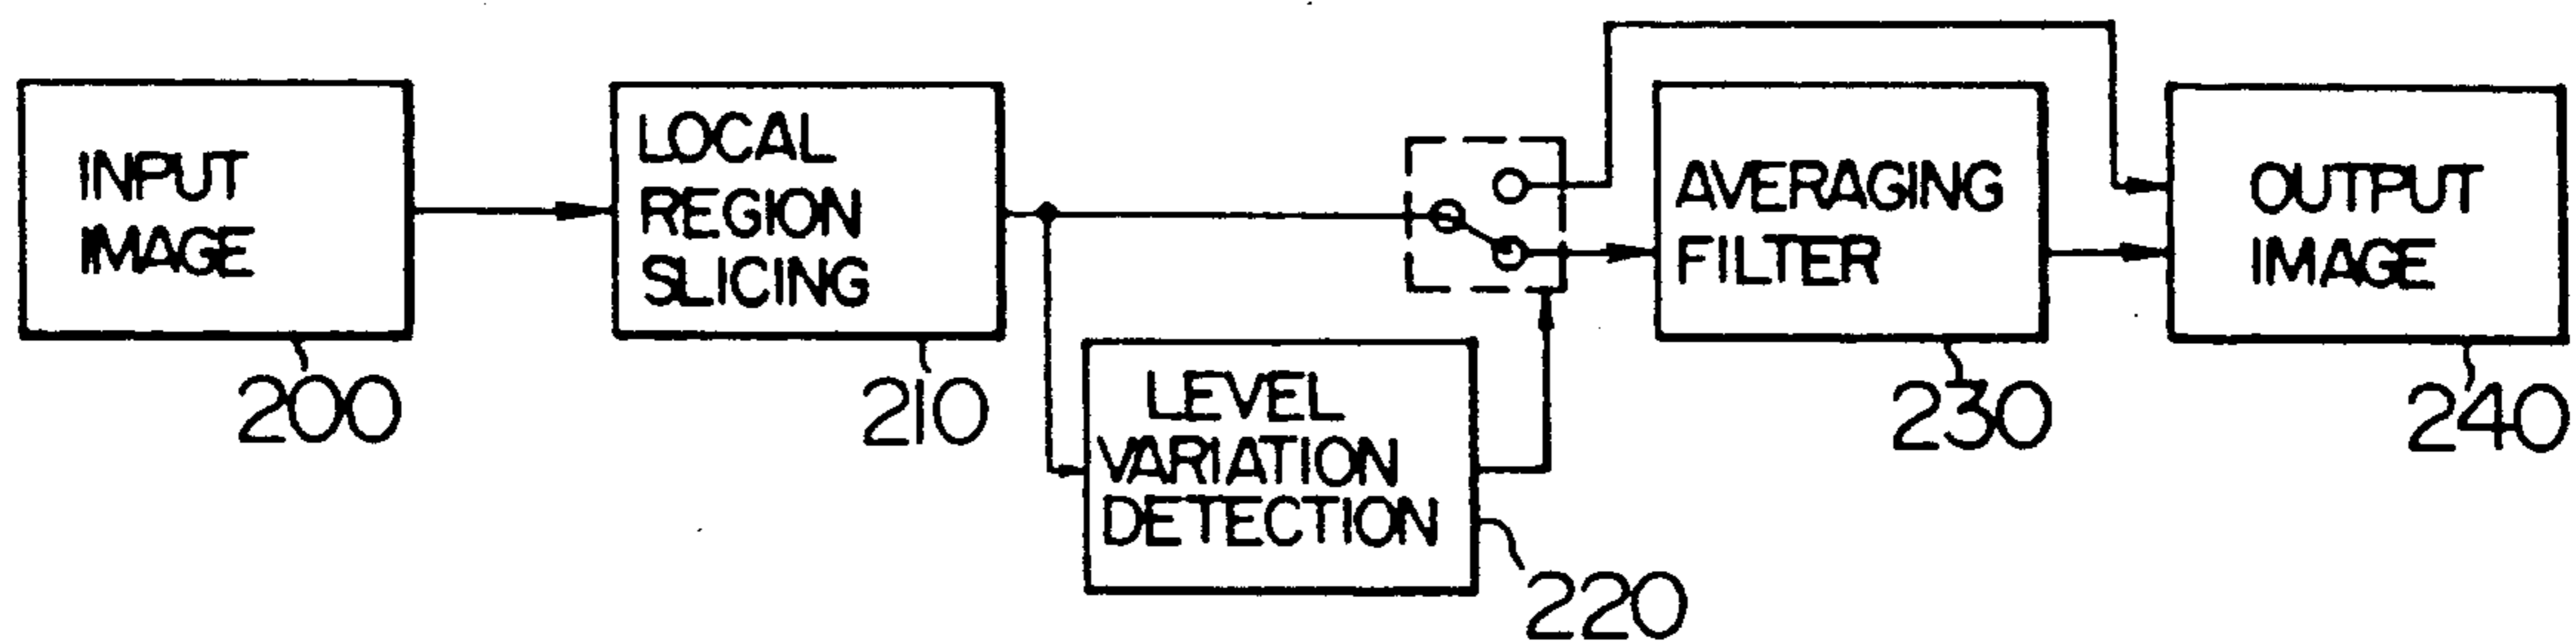 INPUT
IMAGE
200
LOCAL
REGION
SLICING
210
LEVEL
VARIATION
DETECTION
220
AVERAGING
FILTER
230
OUTPUT
IMAGE
240